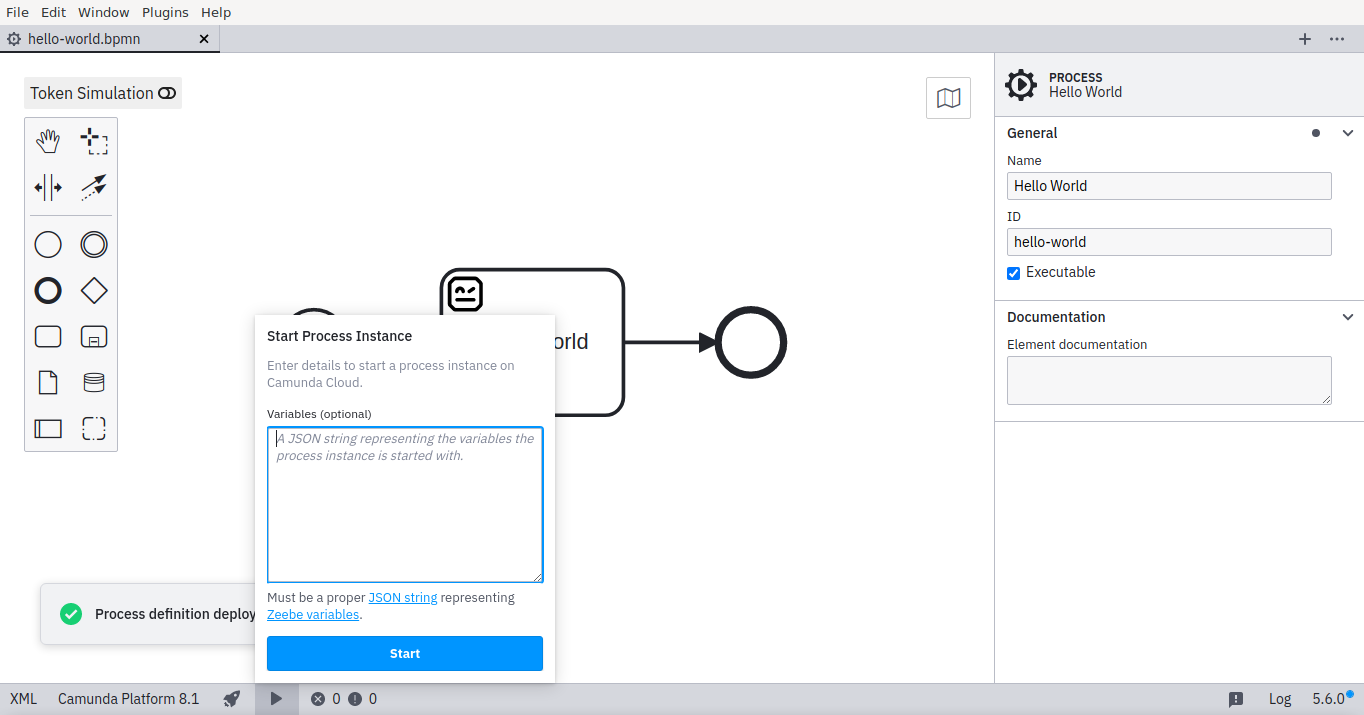 File Edit Window Plugins Help
hello-world.bpmn
Token Simulation
PROCESS
Hello World
General
Name
Hello World
ID
hello-world
Executable
Documentation
Element documentation
orld
Start Process Instance
Enter details to start a process instance on
Camunda Cloud.
Variables (optional)
A JSON string representing the variables the
process instance is started with.
Must be a proper JSON string representing
Zeebe variables.
Start
Process definition deploy
XML Camunda Platform 8.1 0 0 Log 5.6.0